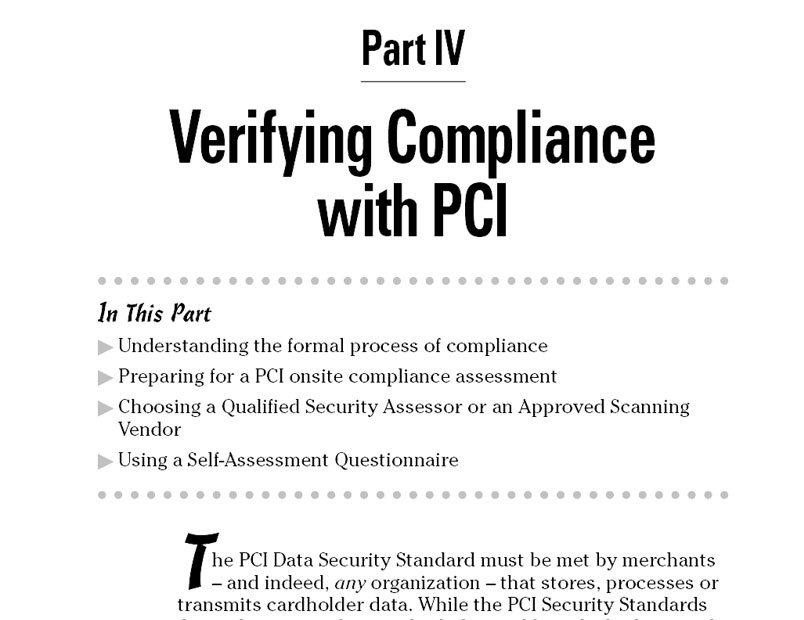 Part IV
Verifying Compliance
with PCI
In This Part
Understanding the formal process of compliance
Preparing for a PCI onsite compliance assessment
Choosing a Qualified Security Assessor or an Approved Scanning
Vendor
Using a Self-Assessment Questionnaire
The PCI Data Security Standard must be met by merchants
– and indeed, any organization – that stores, processes or
transmits cardholder data. While the PCI Security Standards